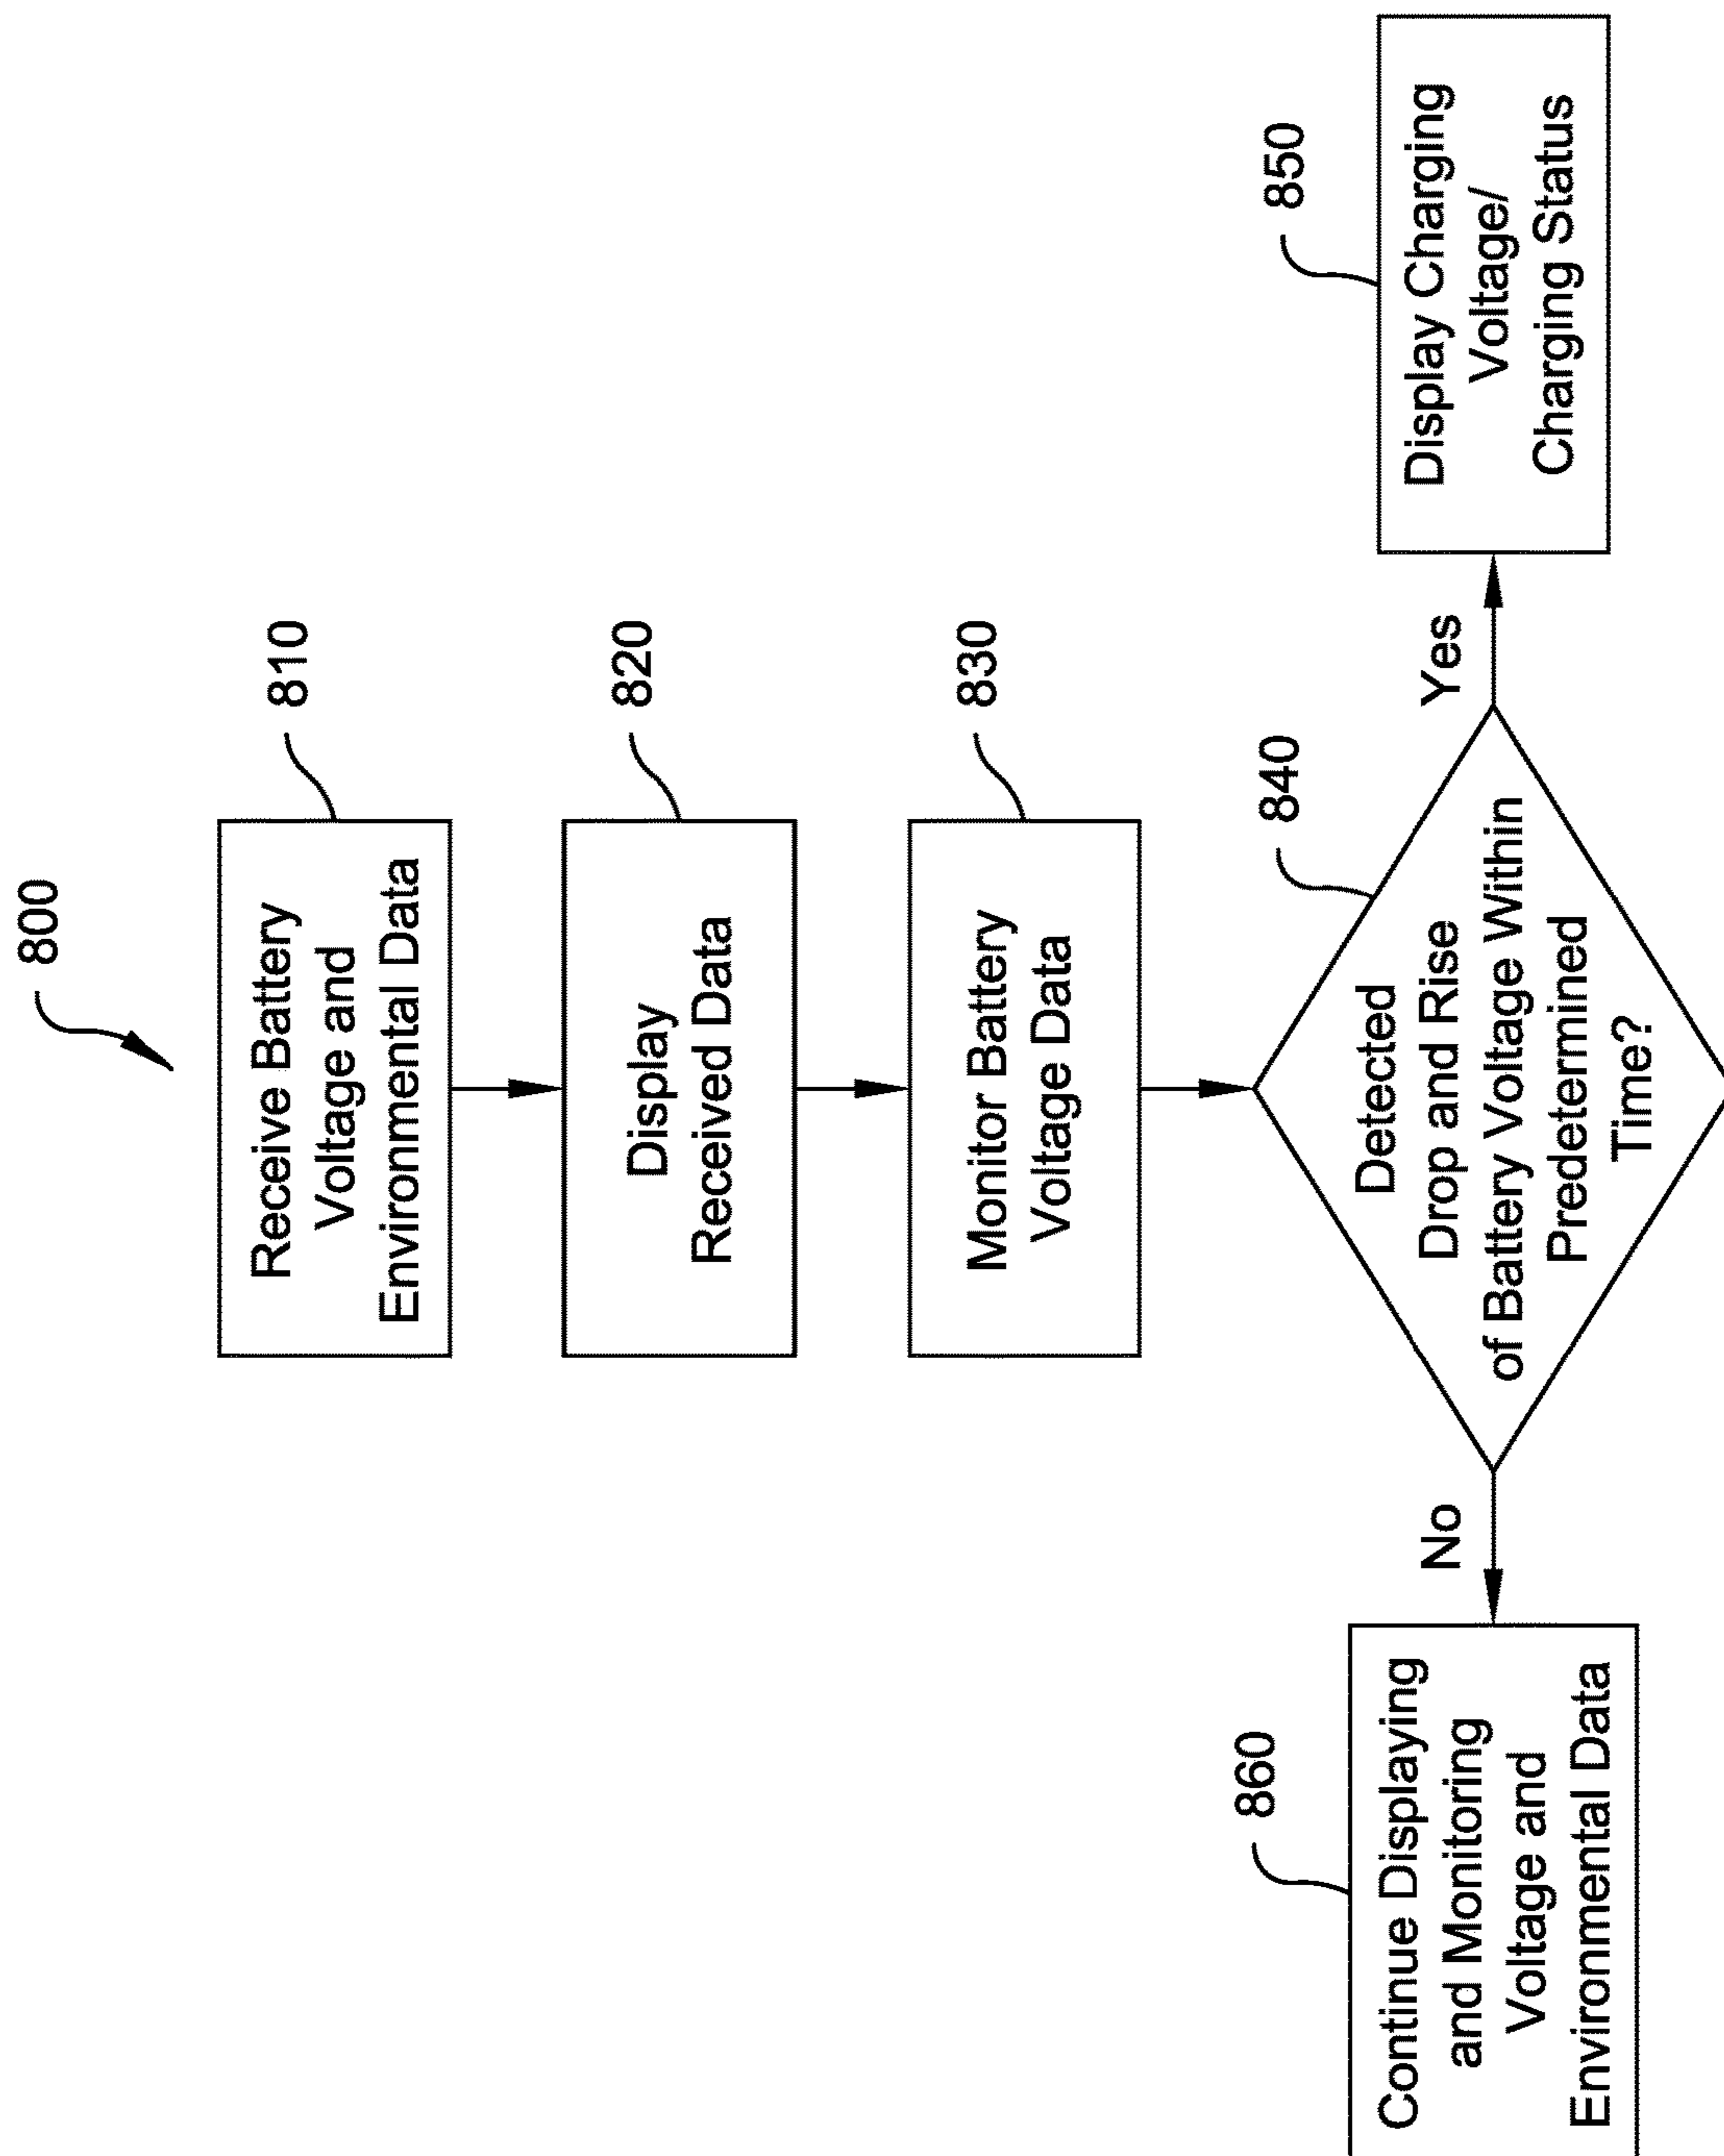 800
Receive Battery
Voltage and
Environmental Data
810
Display
Received Data
820
Monitor Battery
Voltage Data
830
Detected
Drop and Rise
of Battery Voltage Within
Predetermined
Time?
840
No
Yes
Continue Displaying
and Monitoring
Voltage and
Environmental Data
860
Display Charging
Voltage/
Charging Status
850